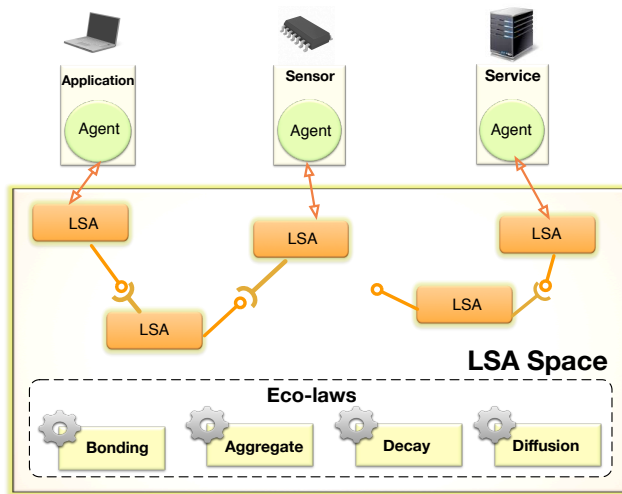 Application
Sensor
Service
Agent
Agent
Agent
LSA
LSA
LSA
LSA
LSA
LSA Space
Eco-laws
Bonding
Aggregate
Decay
Diffusion